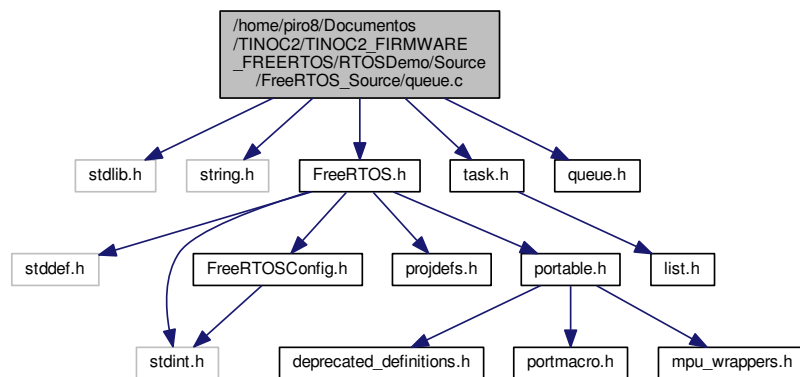 /home/piro8/Documentos
/TINOC2/TINOC2_FIRMWARE
_FREERTOS/RTOSDemo/Source
/FreeRTOS_Source/queue.c
stdlib.h
string.h
FreeRTOS.h
task.h
queue.h
stddef.h
FreeRTOSConfig.h
projdefs.h
portable.h
list.h
stdint.h
deprecated_definitions.h
portmacro.h
mpu_wrappers.h